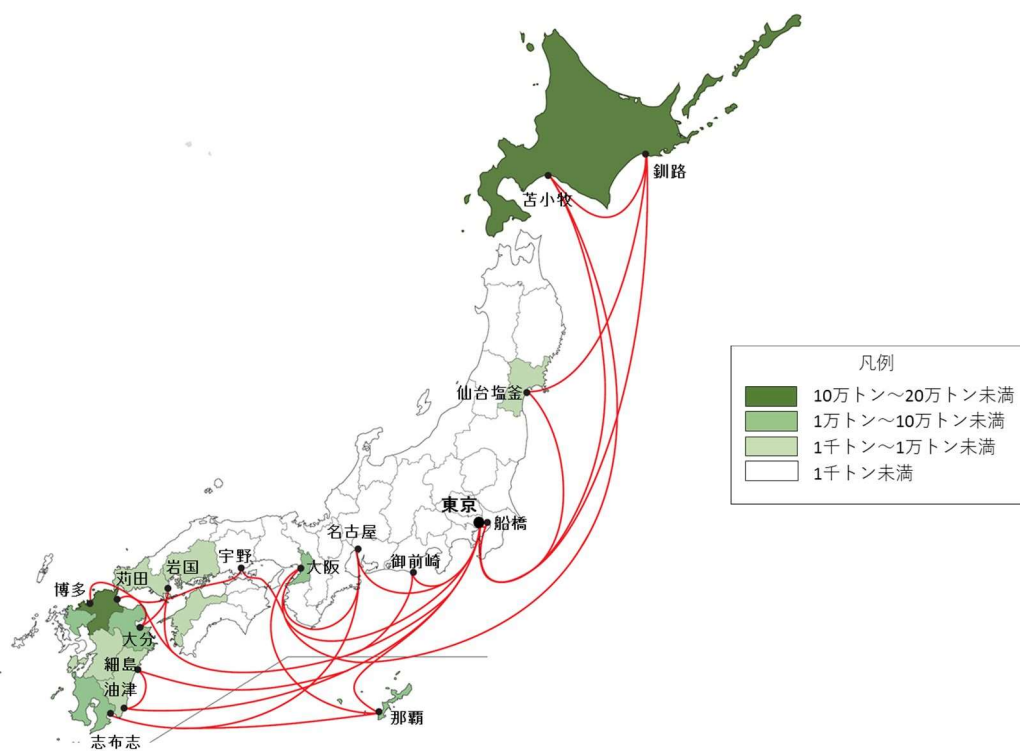 釧路
苫小牧
仙台塩釜
凡例
10万トン～20万トン未満
1万トン～10万トン未満
1千トン～1万トン未満
1千トン未満
東京
船橋
名古屋
御前崎
宇野
大阪
岩国
苅田
博多
大分
細島
油津
志布志
那覇